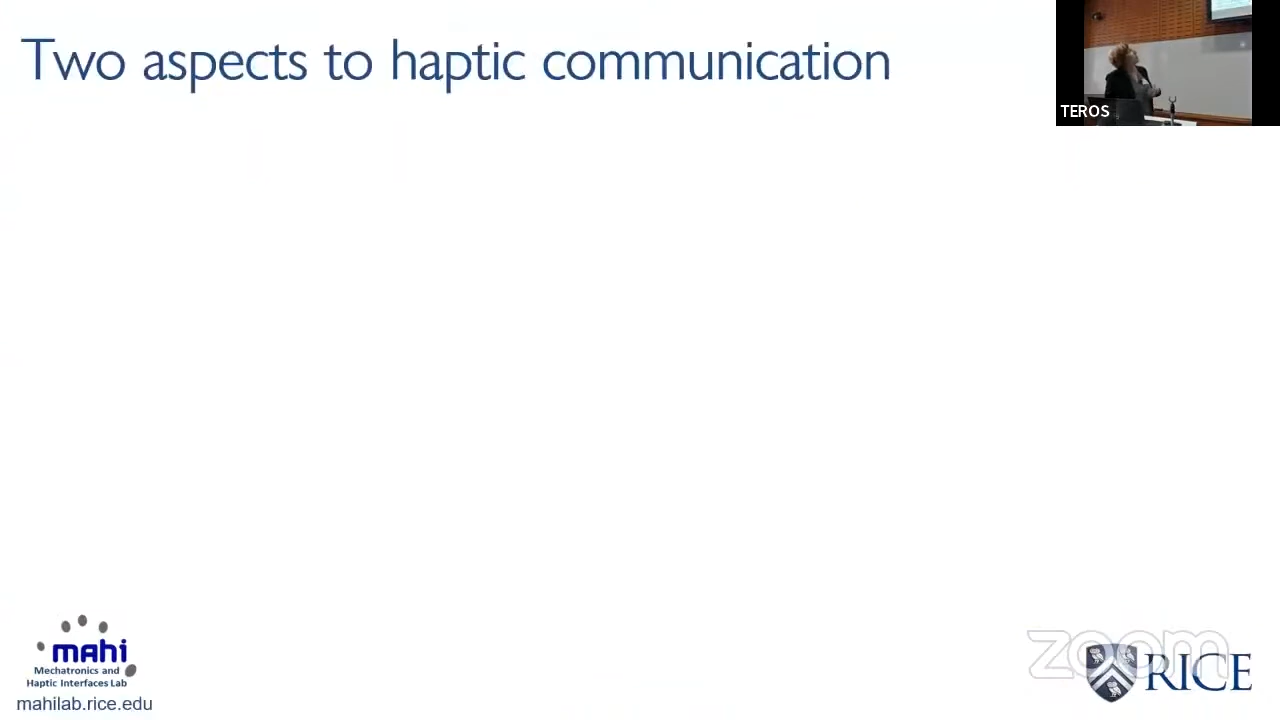 Two aspects to haptic communication
TEROS
mahi
Mechatronics and
Haptic Interfaces Lab
mahilab.rice.edu
zoom
RICE